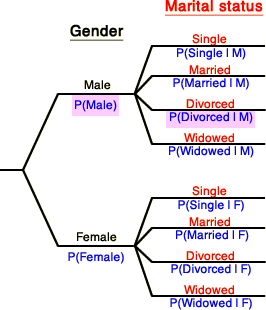 Marital status
Gender
Single
P(Single | M)
Married
P(Married | M)
Male
P(Male)
Divorced
P(Divorced | M)
Widowed
P(Widowed | M)
Single
P(Single | F)
Married
P(Married | F)
Female
P(Female)
Divorced
P(Divorced | F)
Widowed
P(Widowed | F)